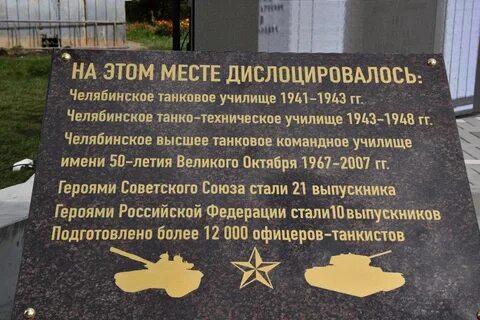 НА ЭТОМ МЕСТЕ ДИСЛОЦИРОВАЛОСЬ:
Челябинское танковое училище 1941-1943 гг.
Челябинское танко-техническое училище 1943-1948 гг.
Челябинское высшее танковое командное училище
имени 50-летия Великого Октября 1967-2007 гг.
Героями Советского Союза стали 21 выпускника
Героями Российской Федерации стали10 выпускников
Подготовлено более 12 000 офицеров-танкистов